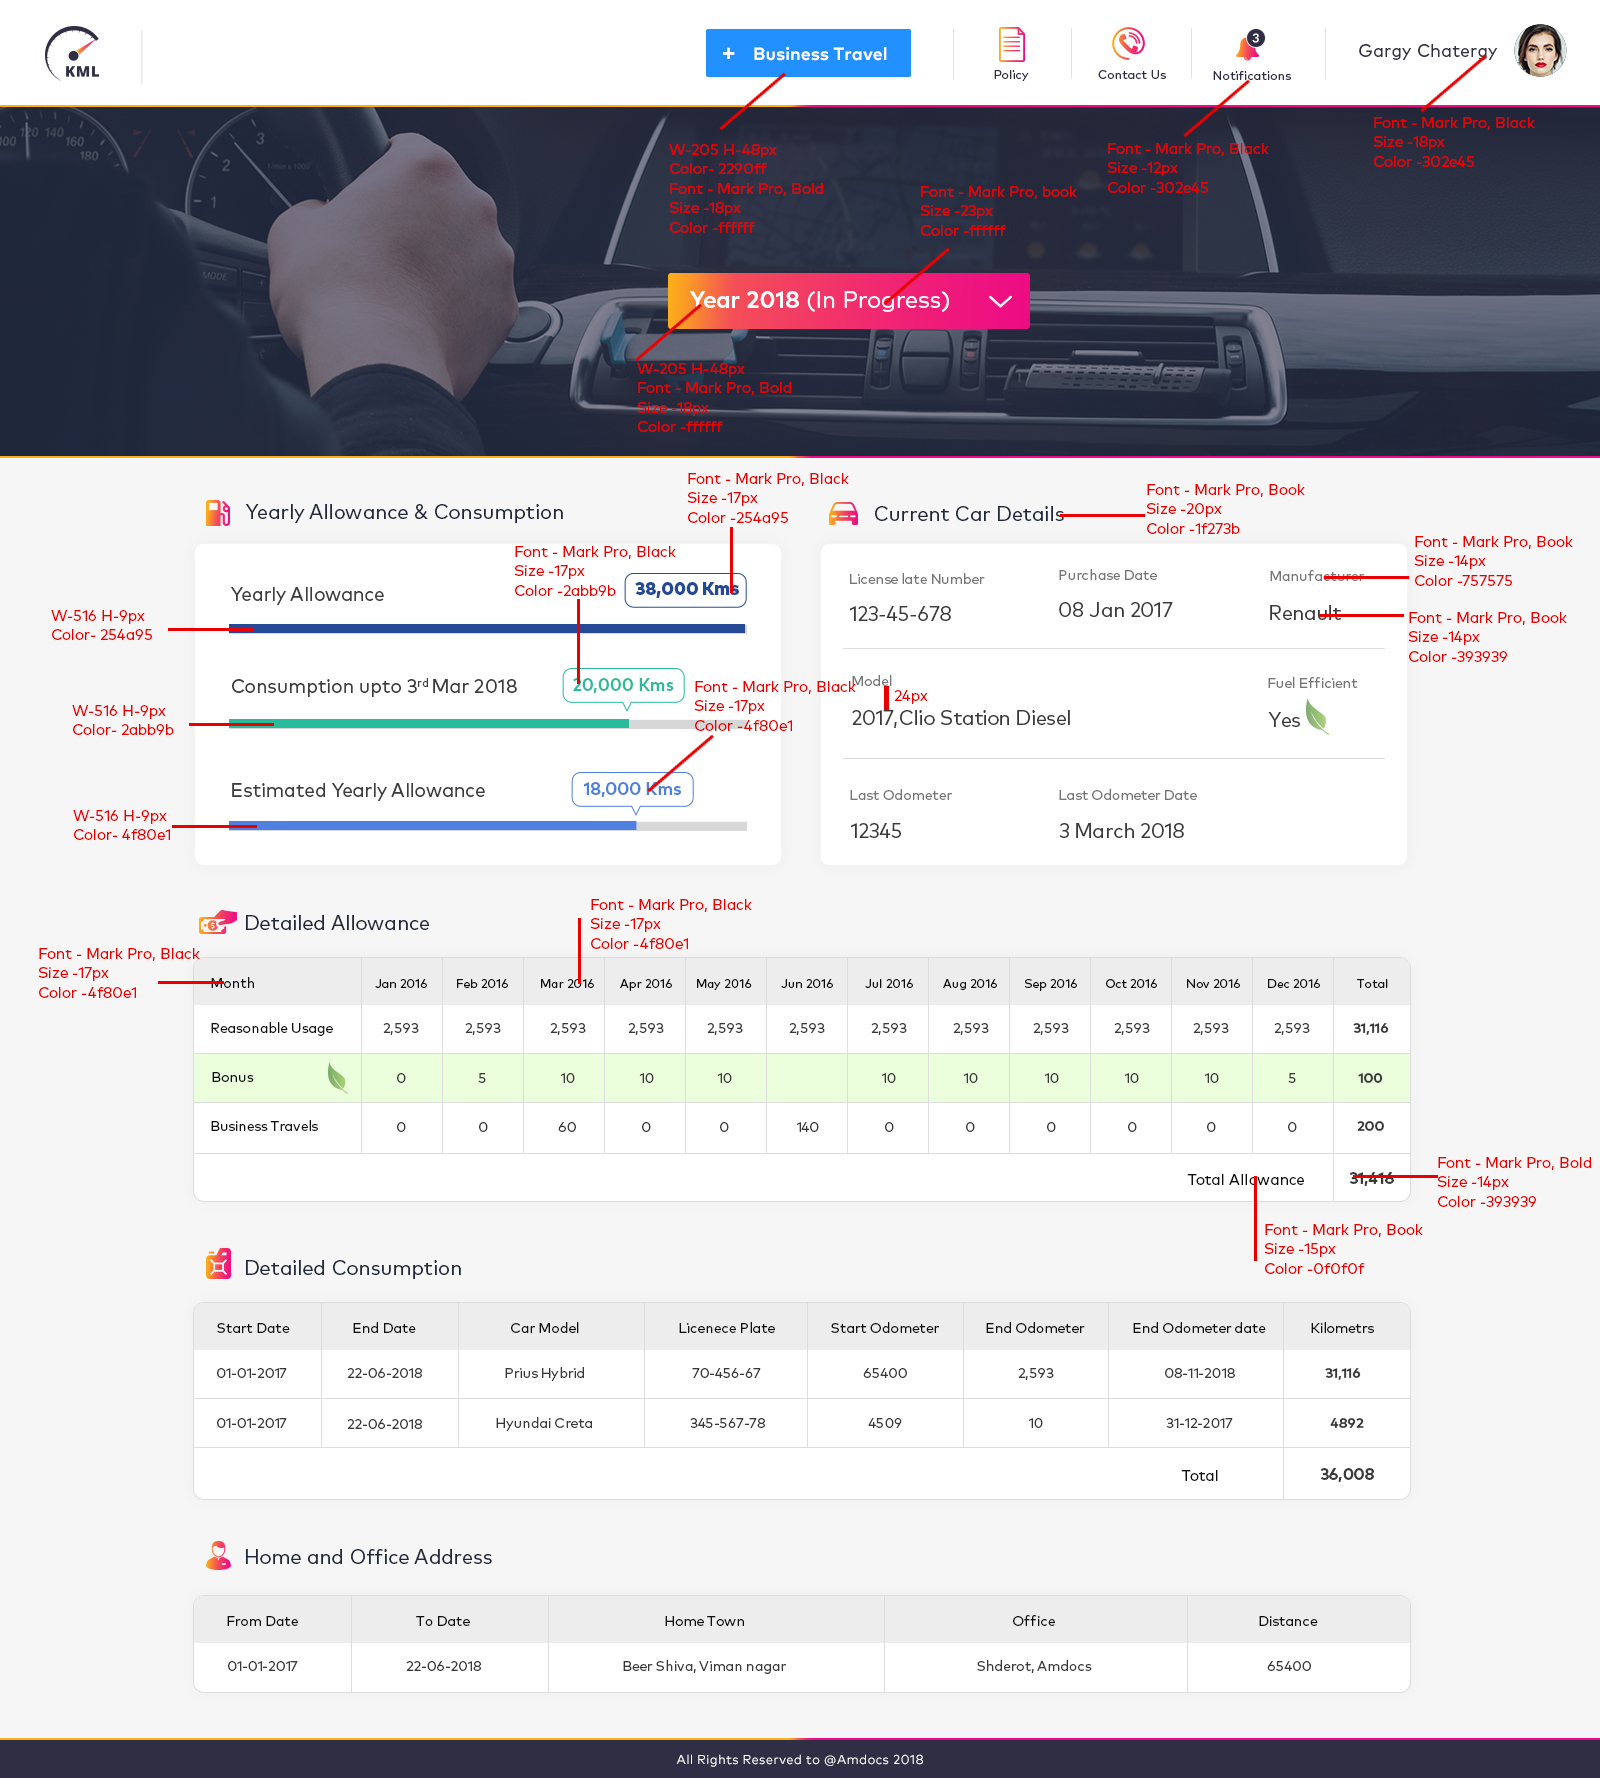 KML
+ Business Travel
Policy
Contact Us
3
Notifications
Gargy Chatergy
Font - Mark Pro, Black
Size -18px
Color -302e45
W-205 H-48px
Color- 2290ff
Font - Mark Pro, Bold
Size -18px
Color -ffffff
Font - Mark Pro, Black
Size -12px
Color -302e45
Font - Mark Pro, book
Size -23px
Color -ffffff
120 140
160
180
100
3
2
1
MODE
Year 2018 (In Progress)
W-205 H-48px
Font - Mark Pro, Bold
Size -18px
Color -ffffff
Yearly Allowance & Consumption
Font - Mark Pro, Black
Size -17px
Color -254a95
Font - Mark Pro, Black
Size -17px
Color -2abb9b
Yearly Allowance
38,000 Kms
W-516 H-9px
Color- 254a95
Consumption upto 3rd Mar 2018
20,000 Kms
W-516 H-9px
Color- 2abb9b
Font - Mark Pro, Black
Size -17px
Color -4f80e1
Estimated Yearly Allowance
18,000 Kms
W-516 H-9px
Color- 4f80e1
Current Car Details
Font - Mark Pro, Book
Size -20px
Color -1f273b
License late Number
Purchase Date
Manufacturer
Font - Mark Pro, Book
Size -14px
Color -757575
123-45-678
08 Jan 2017
Renault
Font - Mark Pro, Book
Size -14px
Color -393939
Model
24px
Fuel Efficient
2017,Clio Station Diesel
Yes
Last Odometer
Last Odometer Date
12345
3 March 2018
Detailed Allowance
Font - Mark Pro, Black
Size -17px
Color -4f80e1
Font - Mark Pro, Black
Size -17px
Color -4f80e1
Month Jan 2016 Feb 2016 Mar 2016 Apr 2016 May 2016 Jun 2016 Jul 2016 Aug 2016 Sep 2016 Oct 2016 Nov 2016 Dec 2016 Total
Reasonable Usage 2,593 2,593 2,593 2,593 2,593 2,593 2,593 2,593 2,593 2,593 2,593 2,593 31,116
Bonus 0 5 10 10 10 10 10 10 10 10 5 100
Business Travels 0 0 60 0 0 140 0 0 0 0 0 0 200
Total Allowance 31,416
Font - Mark Pro, Bold
Size -14px
Color -393939
Font - Mark Pro, Book
Size -15px
Color -0f0f0f
Detailed Consumption
Start Date End Date Car Model Licenece Plate Start Odometer End Odometer End Odometer date Kilometrs
01-01-2017 22-06-2018 Prius Hybrid 70-456-67 65400 2,593 08-11-2018 31,116
01-01-2017 22-06-2018 Hyundai Creta 345-567-78 4509 10 31-12-2017 4892
Total 36,008
Home and Office Address
From Date To Date Home Town Office Distance
01-01-2017 22-06-2018 Beer Shiva, Viman nagar Shderot, Amdocs 65400
All Rights Reserved to @Amdocs 2018